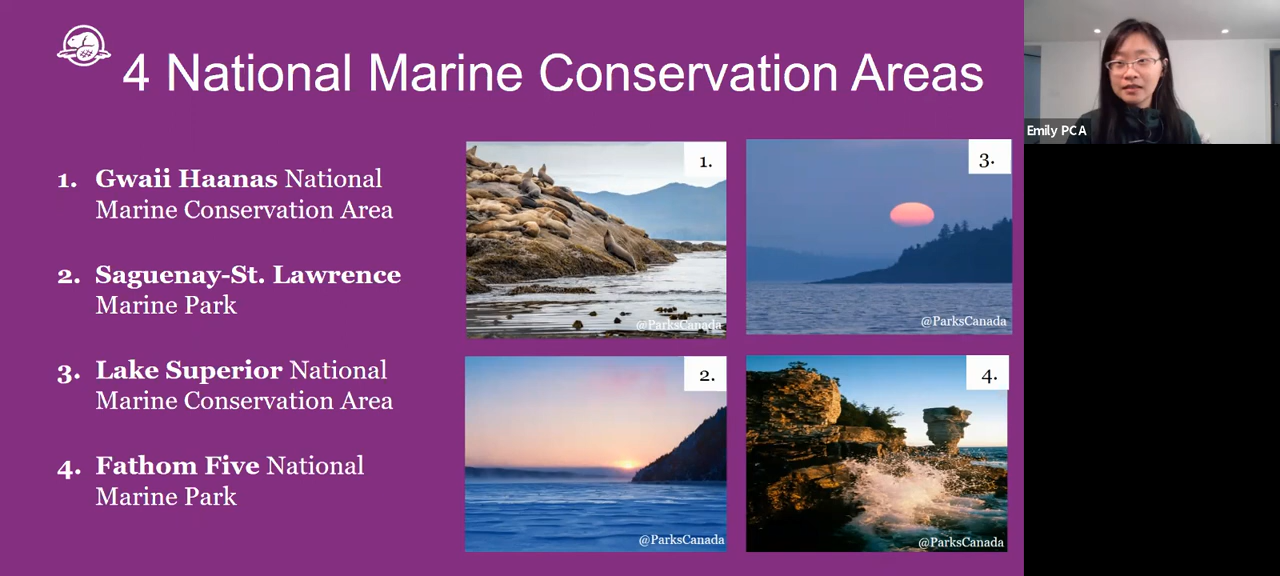 4 National Marine Conservation Areas
Emily PCA
1. Gwaii Haanas National
Marine Conservation Area
2. Saguenay-St. Lawrence
Marine Park
3. Lake Superior National
Marine Conservation Area
4. Fathom Five National
Marine Park
1.
@ParksCanada
3.
@ParksCanada
2.
@ParksCanada
4.
@ParksCanada